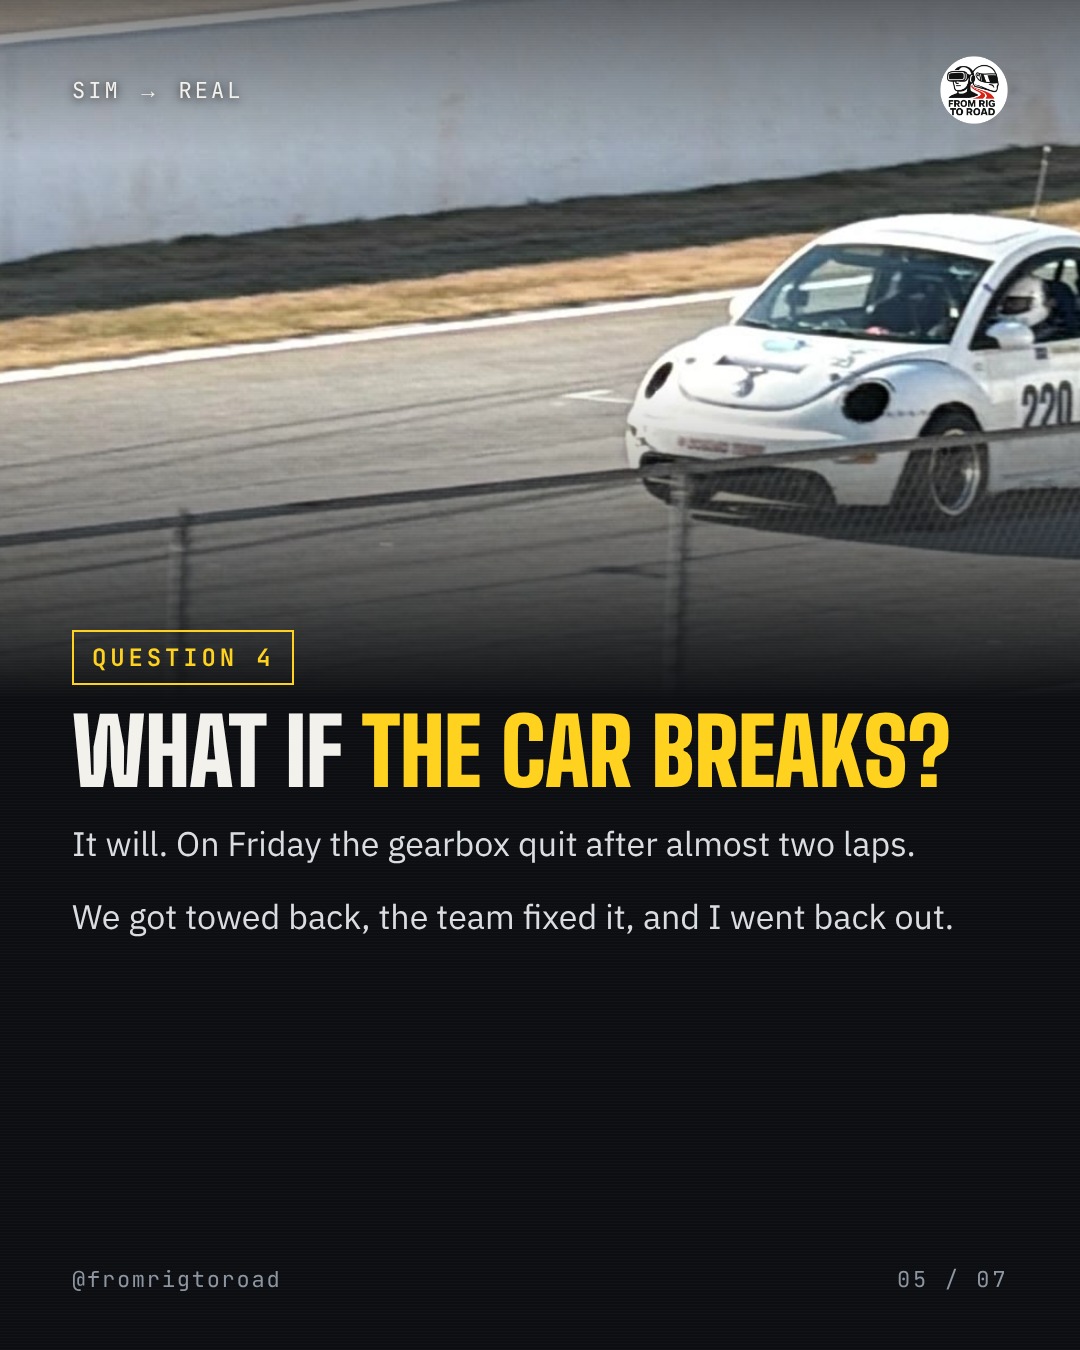 SIM → REAL
FROM RIG
TO ROAD
220
QUESTION 4
WHAT IF THE CAR BREAKS?
It will. On Friday the gearbox quit after almost two laps.
We got towed back, the team fixed it, and I went back out.
@fromrigtoroad
05 / 07